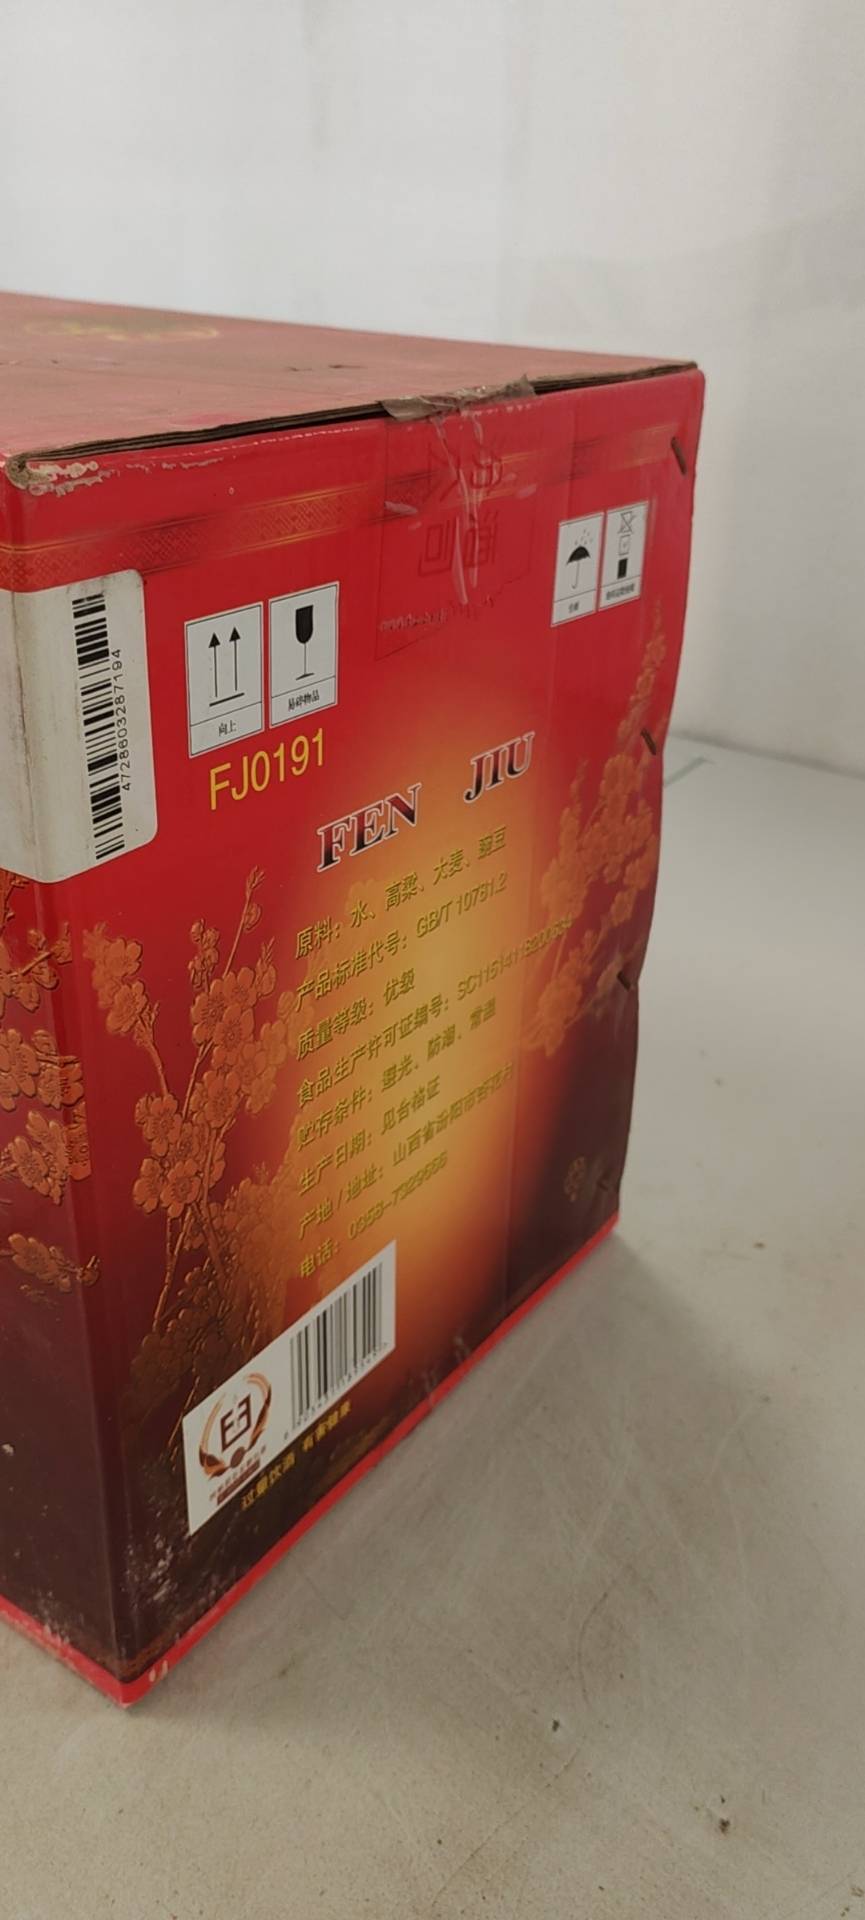 4728603287194
向上
易碎物品
FJ0191
FEN JIU
原料：水、高粱、大麦、豌豆
产品标准代号：GB/T 10781.2
质量等级：优级
食品生产许可证编号：
贮存条件：避光、防潮、常温
生产日期：见合格证
产地/地址：山西省汾阳市杏花村
电话：
过量饮酒 有害健康